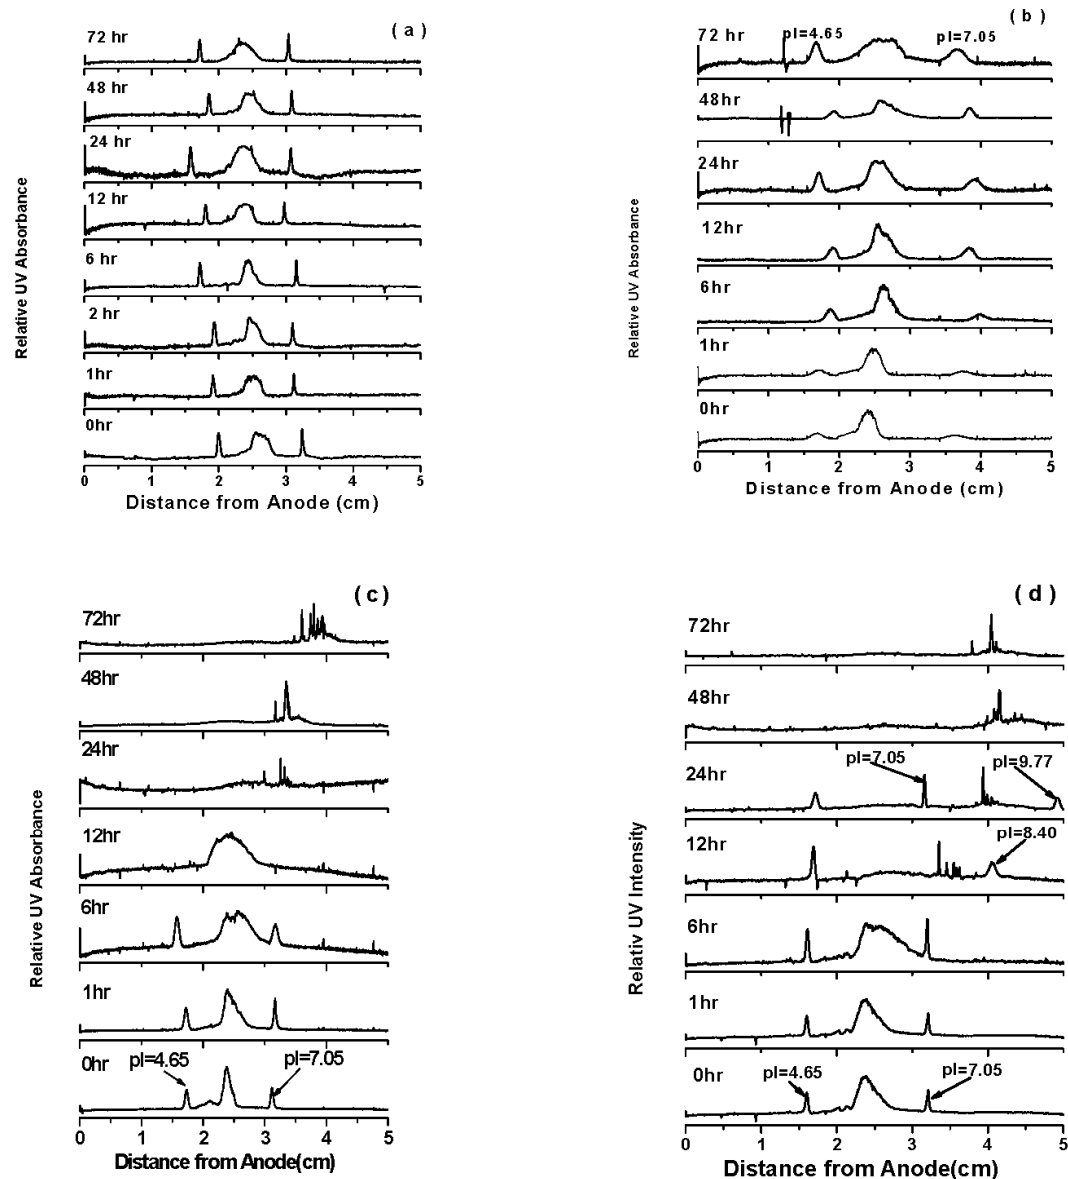 ( a )
72 hr
48 hr
24 hr
12 hr
6 hr
2 hr
1hr
0hr
Relative UV Absorbance
0 1 2 3 4 5
Distance from Anode (cm)
( b )
72 hr
pI=4.65
pI=7.05
48hr
24hr
12hr
6hr
1hr
0hr
Relative UV Absorbance
0 1 2 3 4 5
Distance from Anode (cm)
( c )
72hr
48hr
24hr
12hr
6hr
1hr
0hr
pI=4.65
pI=7.05
Relative UV Absorbance
0 1 2 3 4 5
Distance from Anode(cm)
( d )
72hr
48hr
24hr
pI=7.05
pI=9.77
12hr
pI=8.40
6hr
1hr
0hr
pI=4.65
pI=7.05
Relativ UV Intensity
0 1 2 3 4 5
Distance from Anode(cm)